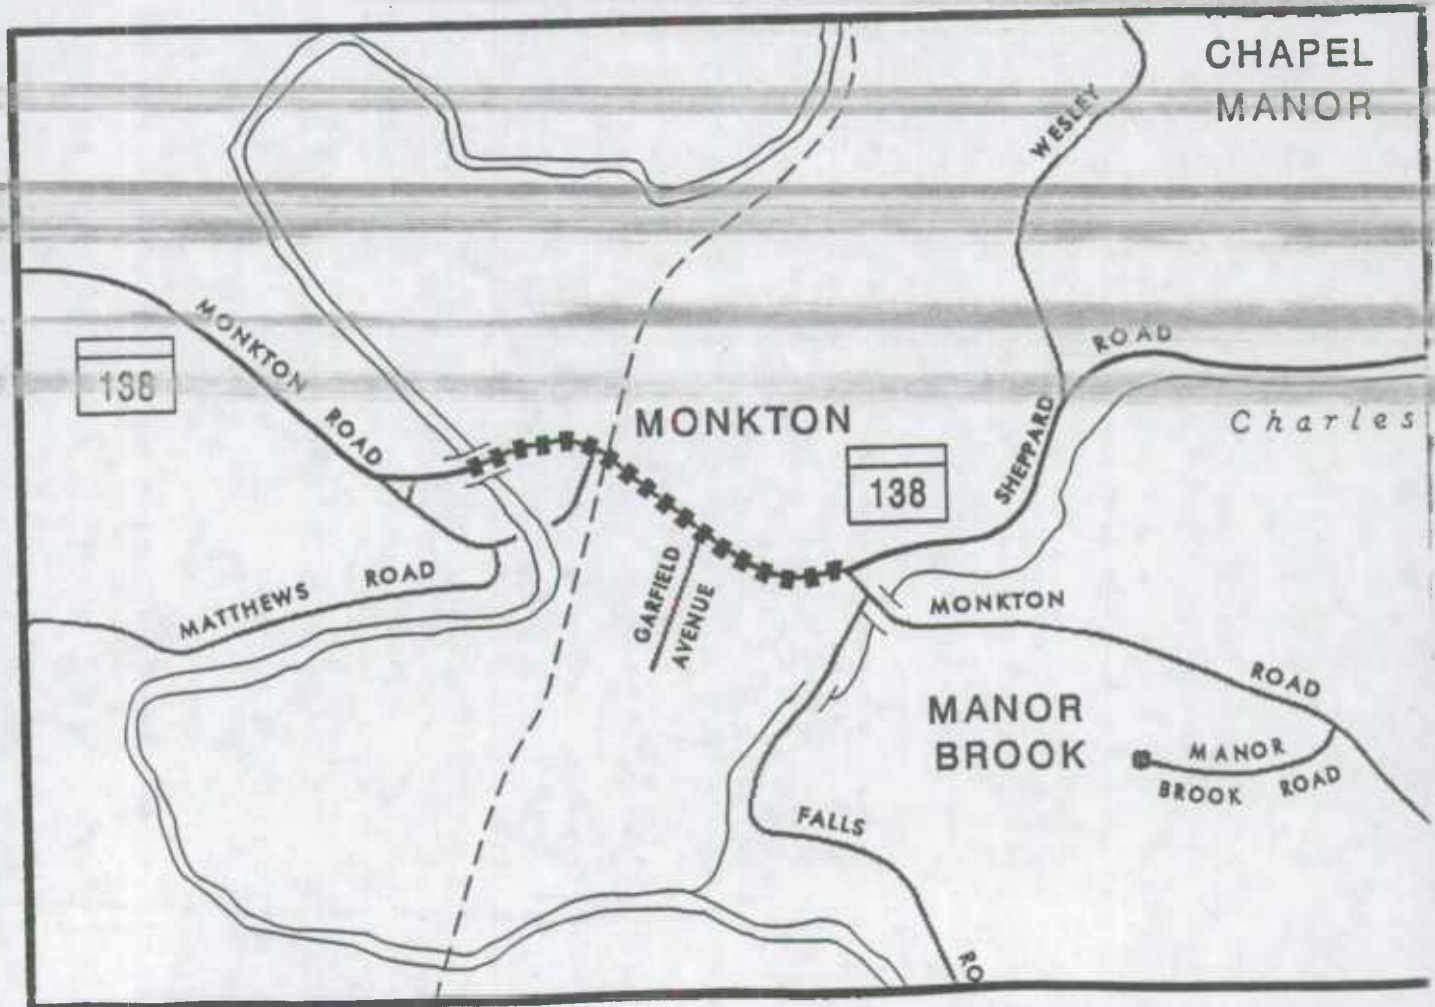 CHAPEL
MANOR
WESLEY
MONKTON
ROAD
138
ROAD
SHEPPARD
Charles
MONKTON
138
MATTHEWS ROAD
GARFIELD
AVENUE
MONKTON
ROAD
MANOR
BROOK
MANOR
BROOK ROAD
FALLS
RO